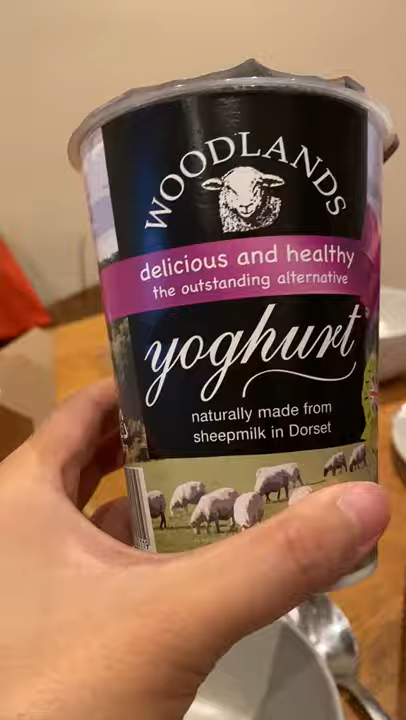 WOODLANDS
delicious and healthy
the outstanding alternative
yoghurt
naturally made from
sheepmilk in Dorset